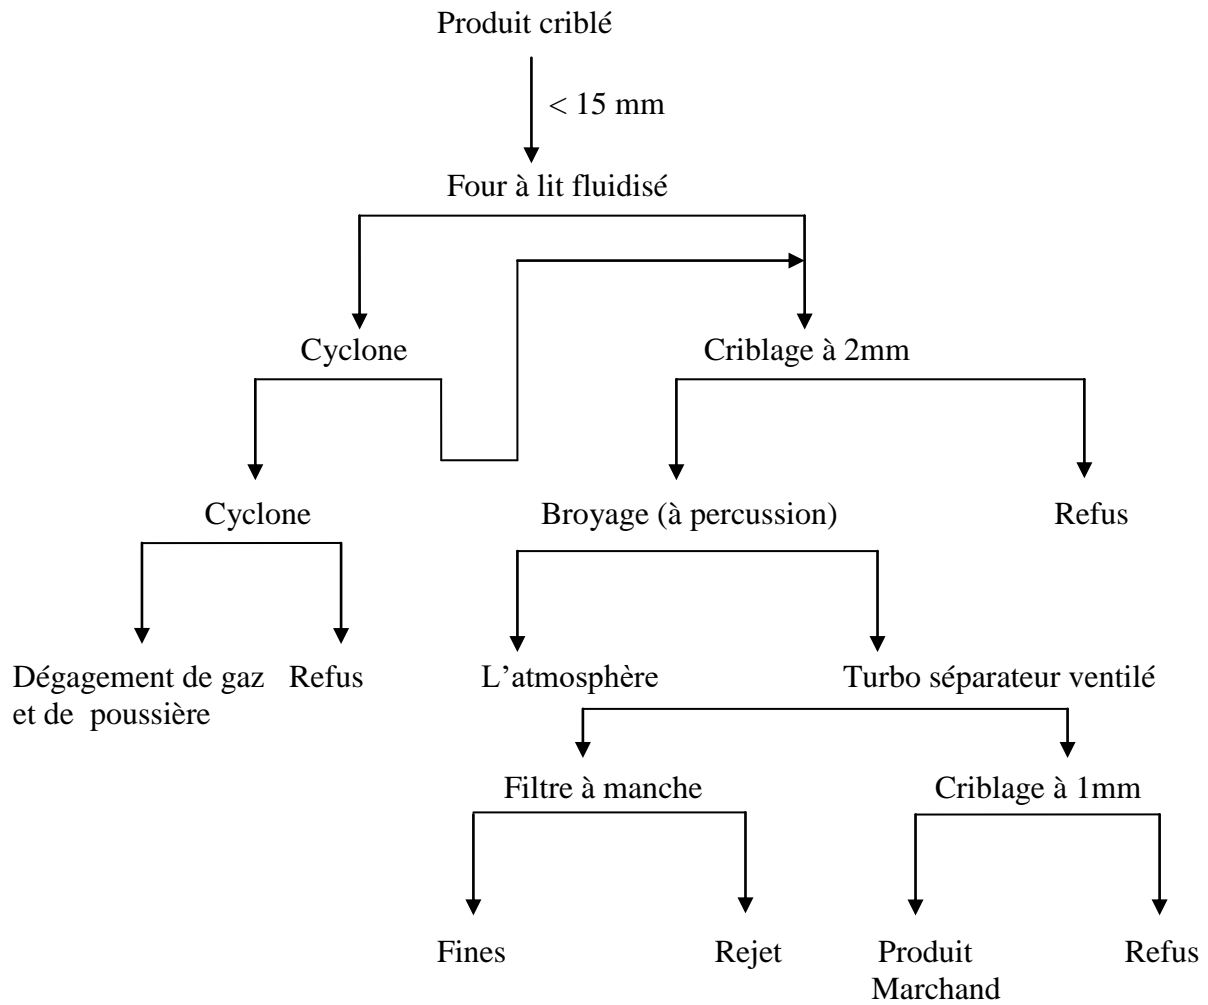 Produit criblé
< 15 mm
Four à lit fluidisé
Cyclone
Criblage à 2mm
Cyclone
Broyage (à percussion)
Refus
Dégagement de gaz
et de poussière
Refus
L’atmosphère
Turbo séparateur ventilé
Filtre à manche
Criblage à 1mm
Fines
Rejet
Produit
Marchand
Refus